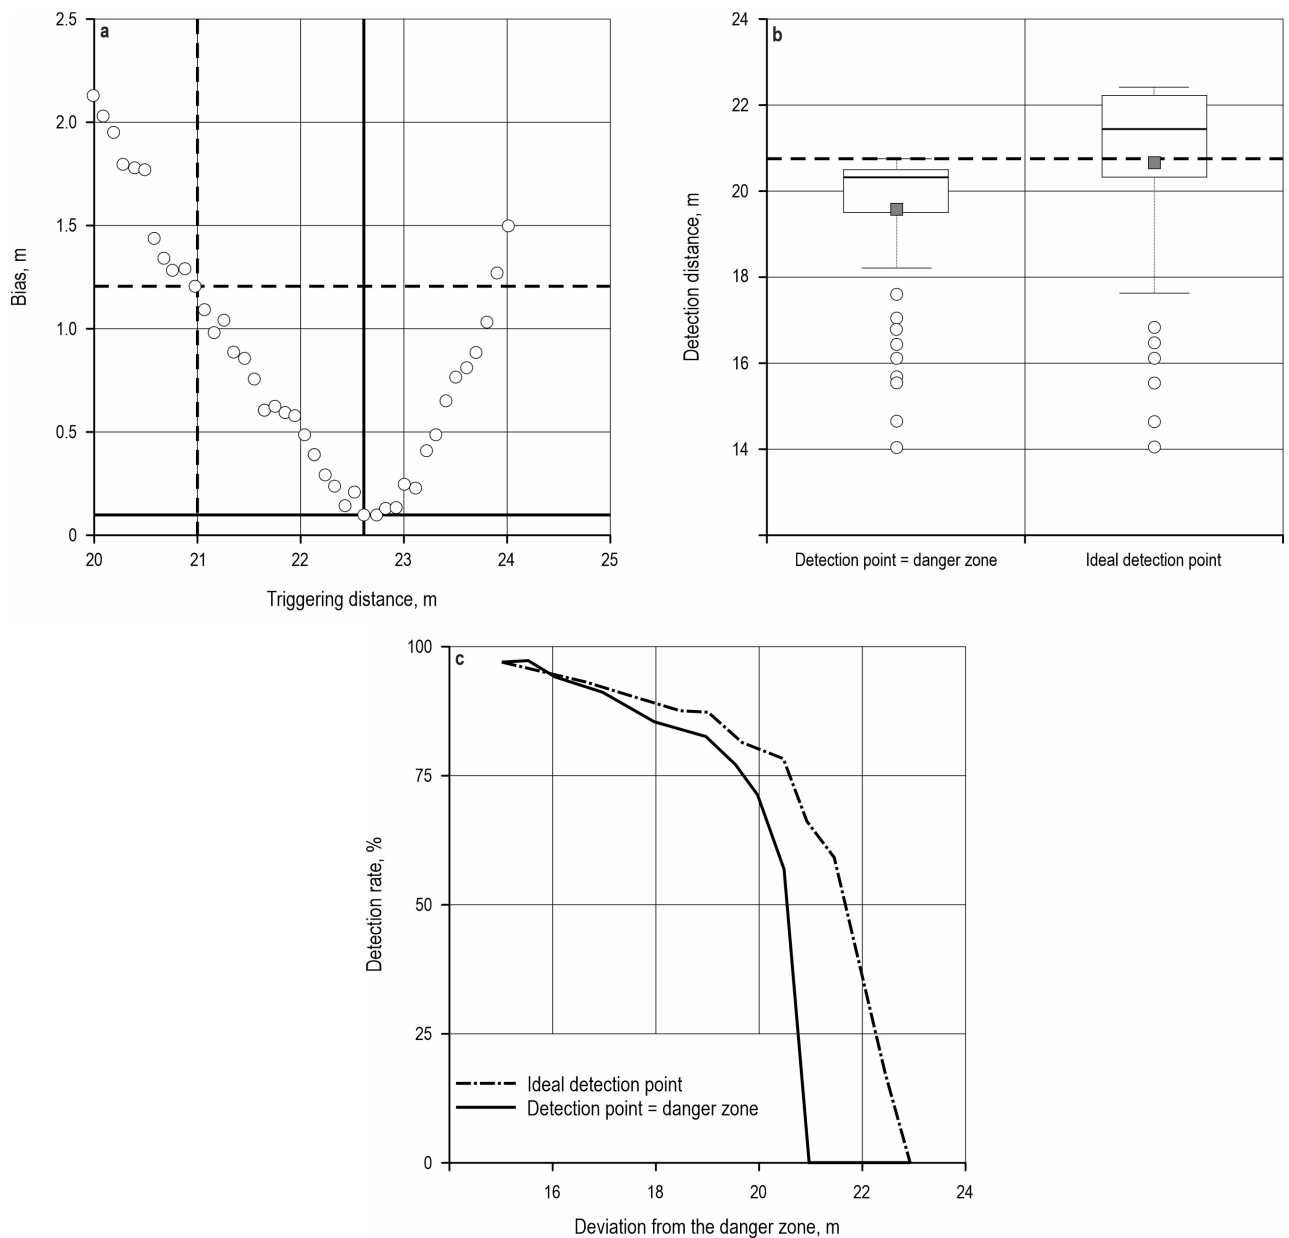 a
2.5
2.0
1.5
1.0
0.5
0
Bias, m
20 21 22 23 24 25
Triggering distance, m
b
24
22
20
18
16
14
Detection distance, m
Detection point = danger zone Ideal detection point
c
100
75
50
25
0
Detection rate, %
Ideal detection point
Detection point = danger zone
16 18 20 22 24
Deviation from the danger zone, m